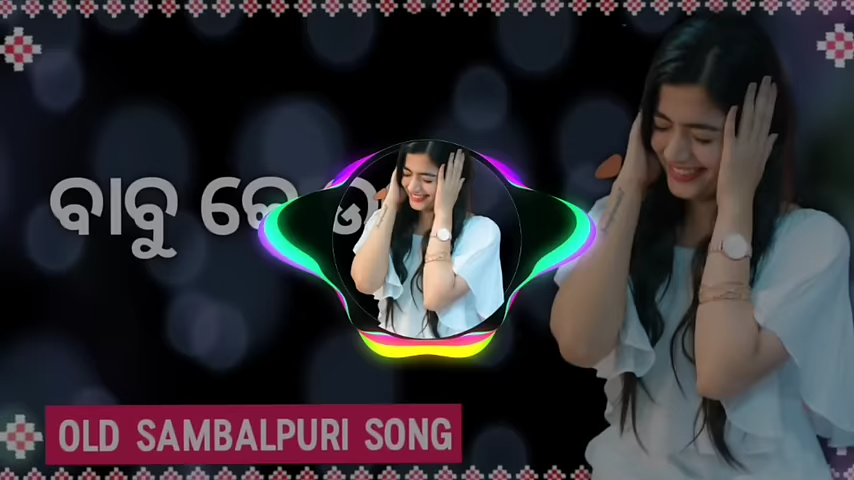 ବାବୁ
OLD SAMBALPURI SONG